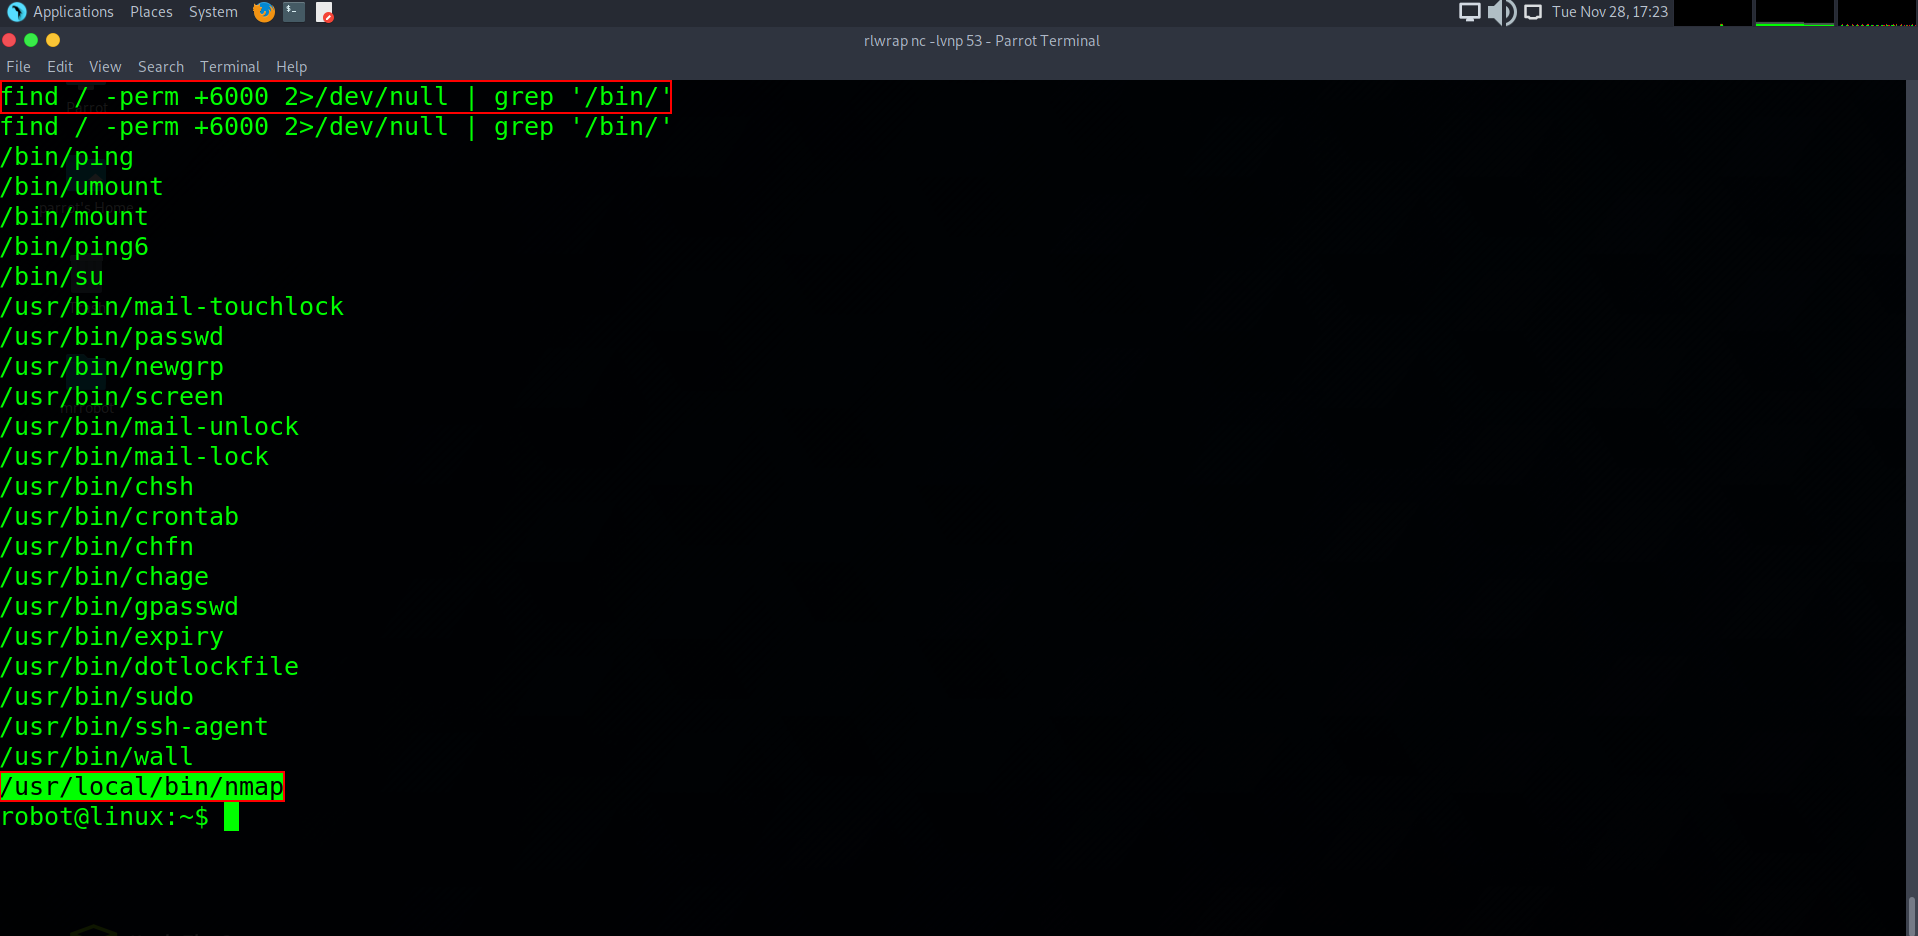 Applications Places System Tue Nov 28, 17:23
rlwrap nc -lvnp 53 - Parrot Terminal
File Edit View Search Terminal Help
find / -perm +6000 2>/dev/null | grep '/bin/'
find / -perm +6000 2>/dev/null | grep '/bin/'
/bin/ping
/bin/umount
/bin/mount
/bin/ping6
/bin/su
/usr/bin/mail-touchlock
/usr/bin/passwd
/usr/bin/newgrp
/usr/bin/screen
/usr/bin/mail-unlock
/usr/bin/mail-lock
/usr/bin/chsh
/usr/bin/crontab
/usr/bin/chfn
/usr/bin/chage
/usr/bin/gpasswd
/usr/bin/expiry
/usr/bin/dotlockfile
/usr/bin/sudo
/usr/bin/ssh-agent
/usr/bin/wall
/usr/local/bin/nmap
robot@linux:~$